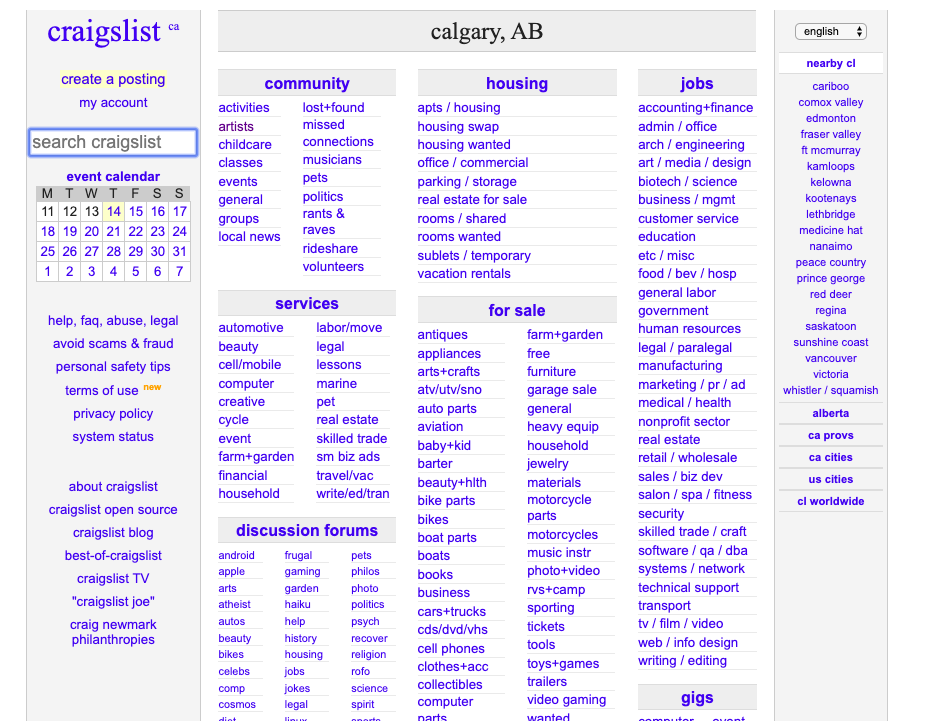 craigslist ca
create a posting
my account
search craigslist
event calendar
M T W T F S S
11 12 13 14 15 16 17
18 19 20 21 22 23 24
25 26 27 28 29 30 31
1 2 3 4 5 6 7
help, faq, abuse, legal
avoid scams & fraud
personal safety tips
terms of use new
privacy policy
system status
about craigslist
craigslist open source
craigslist blog
best-of-craigslist
craigslist TV
"craigslist joe"
craig newmark
philanthropies
calgary, AB
community
activities
artists
childcare
classes
events
general
groups
local news
lost+found
missed
connections
musicians
pets
politics
rants &
raves
rideshare
volunteers
services
automotive
beauty
cell/mobile
computer
creative
cycle
event
farm+garden
financial
household
labor/move
legal
lessons
marine
pet
real estate
skilled trade
sm biz ads
travel/vac
write/ed/tran
discussion forums
android
apple
arts
atheist
autos
beauty
bikes
celebs
comp
cosmos
diet
frugal
gaming
garden
haiku
help
history
housing
jobs
jokes
legal
linux
pets
philos
photo
politics
psych
recover
religion
rofo
science
spirit
sports
housing
apts / housing
housing swap
housing wanted
office / commercial
parking / storage
real estate for sale
rooms / shared
rooms wanted
sublets / temporary
vacation rentals
for sale
antiques
appliances
arts+crafts
atv/utv/sno
auto parts
aviation
baby+kid
barter
beauty+hlth
bike parts
bikes
boat parts
boats
books
business
cars+trucks
cds/dvd/vhs
cell phones
clothes+acc
collectibles
computer
parts
farm+garden
free
furniture
garage sale
general
heavy equip
household
jewelry
materials
motorcycle
parts
motorcycles
music instr
photo+video
rvs+camp
sporting
tickets
tools
toys+games
trailers
video gaming
wanted
jobs
accounting+finance
admin / office
arch / engineering
art / media / design
biotech / science
business / mgmt
customer service
education
etc / misc
food / bev / hosp
general labor
government
human resources
legal / paralegal
manufacturing
marketing / pr / ad
medical / health
nonprofit sector
real estate
retail / wholesale
sales / biz dev
salon / spa / fitness
security
skilled trade / craft
software / qa / dba
systems / network
technical support
transport
tv / film / video
web / info design
writing / editing
gigs
computer event
english
nearby cl
cariboo
comox valley
edmonton
fraser valley
ft mcmurray
kamloops
kelowna
kootenays
lethbridge
medicine hat
nanaimo
peace country
prince george
red deer
regina
saskatoon
sunshine coast
vancouver
victoria
whistler / squamish
alberta
ca provs
ca cities
us cities
cl worldwide